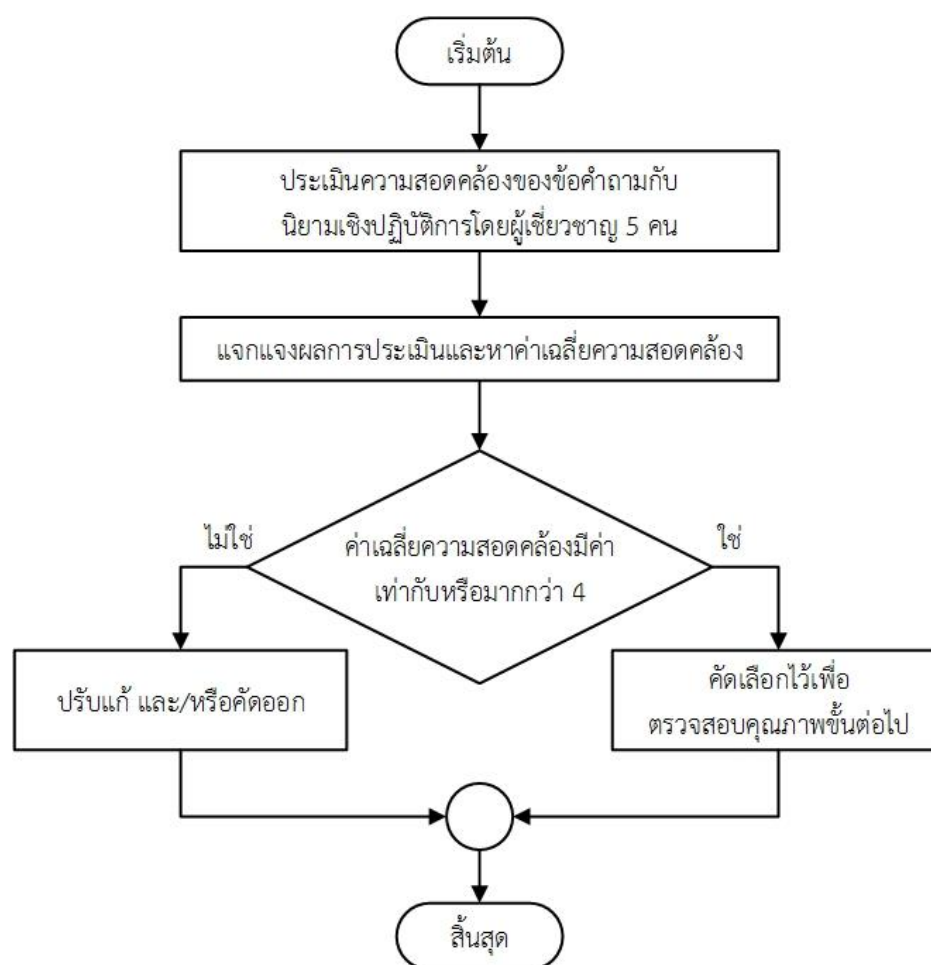 เริ่มต้น
ประเมินความสอดคล้องของข้อคำถามกับ
นิยามเชิงปฏิบัติการโดยผู้เชี่ยวชาญ 5 คน
แจกแจงผลการประเมินและหาค่าเฉลี่ยความสอดคล้อง
ไม่ใช่
ค่าเฉลี่ยความสอดคล้องมีค่า
เท่ากับหรือมากกว่า 4
ใช่
ปรับแก้ และ/หรือคัดออก
คัดเลือกไว้เพื่อ
ตรวจสอบคุณภาพขั้นต่อไป
สิ้นสุด